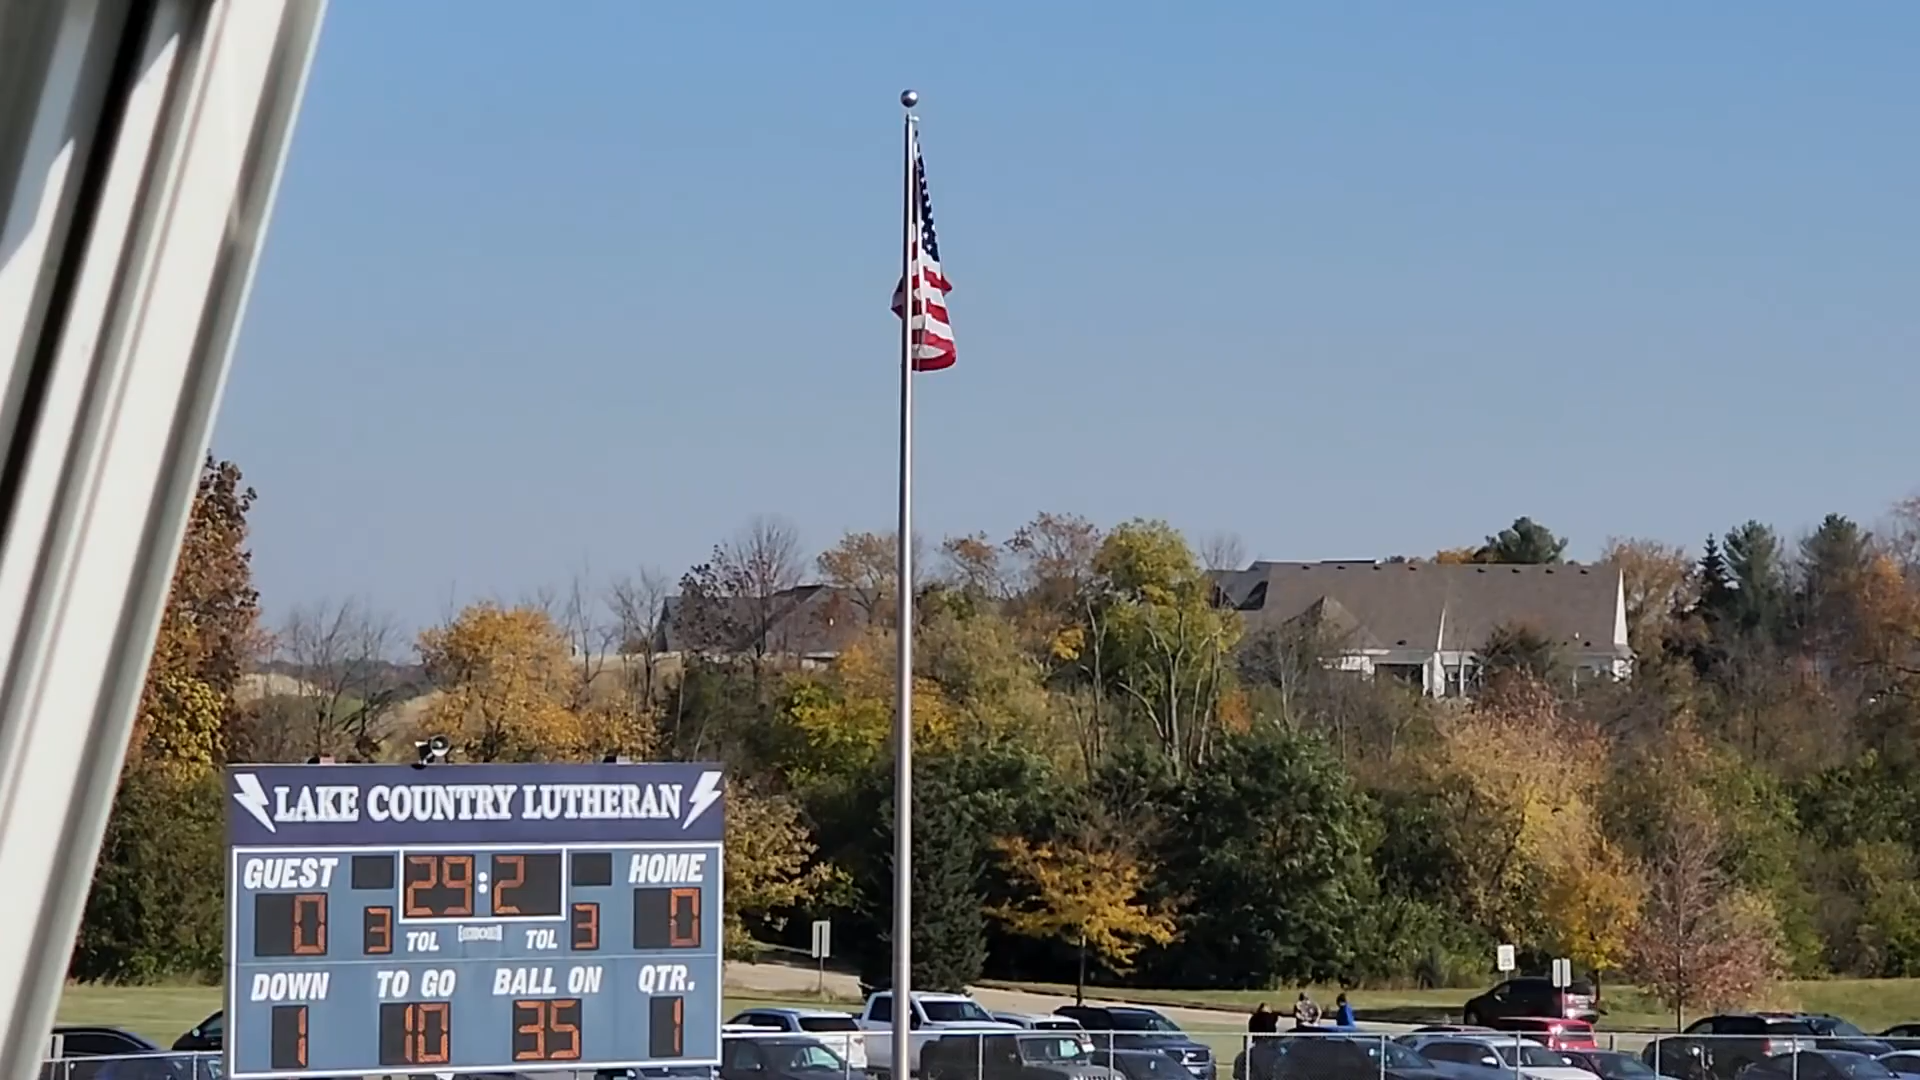 LAKE COUNTRY LUTHERAN
GUEST 29:2 HOME
0 3 TOL TOL 3 0
DOWN TO GO BALL ON QTR.
1 10 35 1